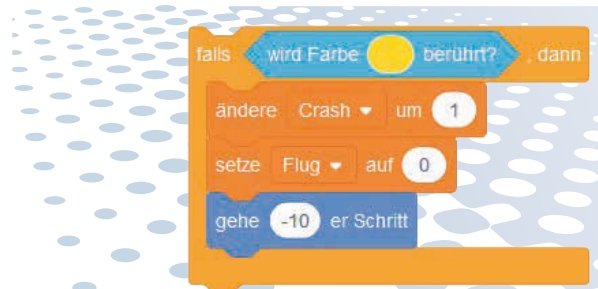 falls wird Farbe berührt? , dann
ändere Crash um 1
setze Flug auf 0
gehe -10 er Schritt